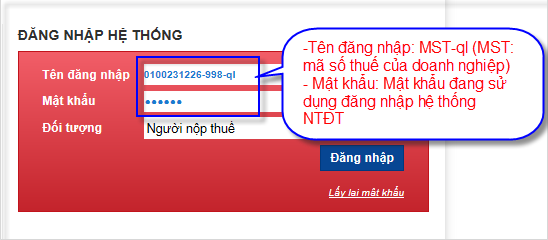 ĐĂNG NHẬP HỆ THỐNG
Tên đăng nhập 0100231226-998-ql
Mật khẩu ●●●●●●
Đối tượng Người nộp thuế
Đăng nhập
Lấy lại mật khẩu
-Tên đăng nhập: MST-ql (MST:
mã số thuế của doanh nghiệp)
- Mật khẩu: Mật khẩu đang sử
dụng đăng nhập hệ thống
NTĐT